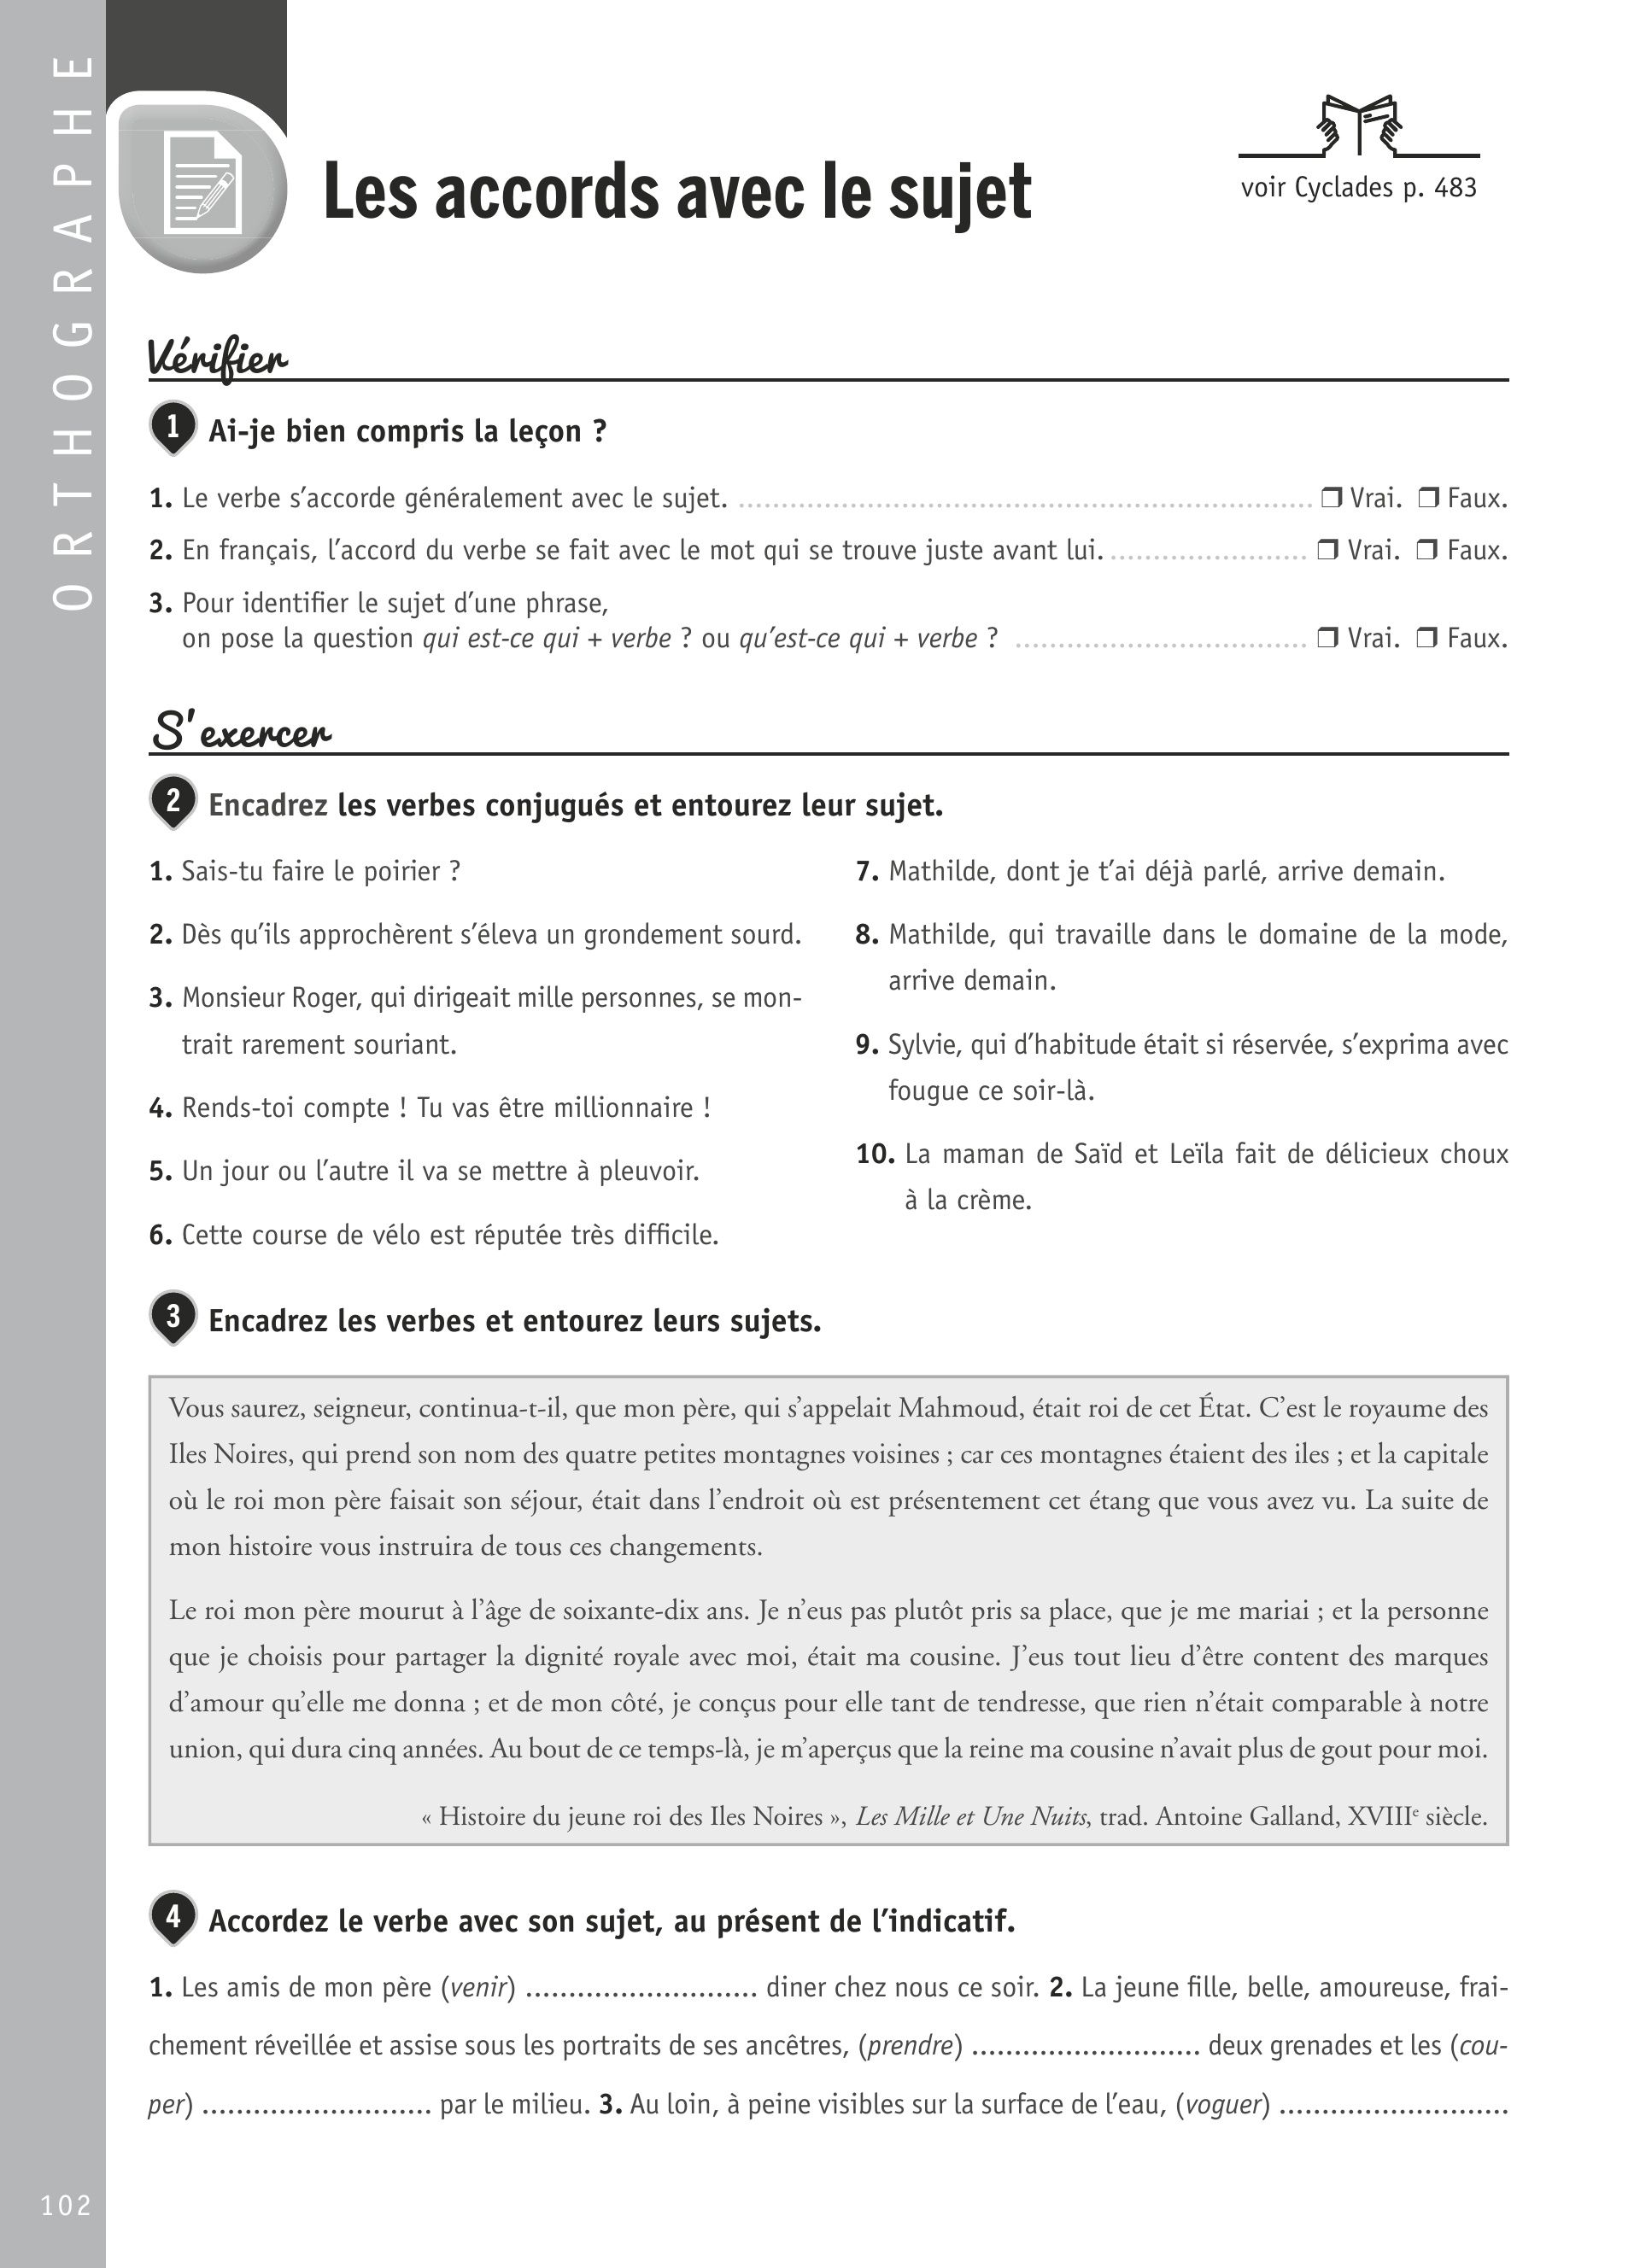 ORTHOGRAPHE
Les accords avec le sujet
voir Cyclades p. 483
Vérifier
1 Ai-je bien compris la leçon ?
1. Le verbe s’accorde généralement avec le sujet. ❒ Vrai. ❒ Faux.
2. En français, l’accord du verbe se fait avec le mot qui se trouve juste avant lui. ❒ Vrai. ❒ Faux.
3. Pour identifier le sujet d’une phrase,
on pose la question qui est-ce qui + verbe ? ou qu’est-ce qui + verbe ? ❒ Vrai. ❒ Faux.
S’exercer
2 Encadrez les verbes conjugués et entourez leur sujet.
1. Sais-tu faire le poirier ?
2. Dès qu’ils approchèrent s’éleva un grondement sourd.
3. Monsieur Roger, qui dirigeait mille personnes, se mon-
trait rarement souriant.
4. Rends-toi compte ! Tu vas être millionnaire !
5. Un jour ou l’autre il va se mettre à pleuvoir.
6. Cette course de vélo est réputée très difficile.
7. Mathilde, dont je t’ai déjà parlé, arrive demain.
8. Mathilde, qui travaille dans le domaine de la mode,
arrive demain.
9. Sylvie, qui d’habitude était si réservée, s’exprima avec
fougue ce soir-là.
10. La maman de Saïd et Leïla fait de délicieux choux
à la crème.
3 Encadrez les verbes et entourez leurs sujets.
Vous saurez, seigneur, continua-t-il, que mon père, qui s’appelait Mahmoud, était roi de cet État. C’est le royaume des
Iles Noires, qui prend son nom des quatre petites montagnes voisines ; car ces montagnes étaient des iles ; et la capitale
où le roi mon père faisait son séjour, était dans l’endroit où est présentement cet étang que vous avez vu. La suite de
mon histoire vous instruira de tous ces changements.
Le roi mon père mourut à l’âge de soixante-dix ans. Je n’eus pas plutôt pris sa place, que je me mariai ; et la personne
que je choisis pour partager la dignité royale avec moi, était ma cousine. J’eus tout lieu d’être content des marques
d’amour qu’elle me donna ; et de mon côté, je conçus pour elle tant de tendresse, que rien n’était comparable à notre
union, qui dura cinq années. Au bout de ce temps-là, je m’aperçus que la reine ma cousine n’avait plus de gout pour moi.
« Histoire du jeune roi des Iles Noires », Les Mille et Une Nuits, trad. Antoine Galland, XVIIIe siècle.
4 Accordez le verbe avec son sujet, au présent de l’indicatif.
1. Les amis de mon père (venir) ........................... diner chez nous ce soir. 2. La jeune fille, belle, amoureuse, frai-
chement réveillée et assise sous les portraits de ses ancêtres, (prendre) ........................... deux grenades et les (cou-
per) ........................... par le milieu. 3. Au loin, à peine visibles sur la surface de l’eau, (voguer) ...........................
102